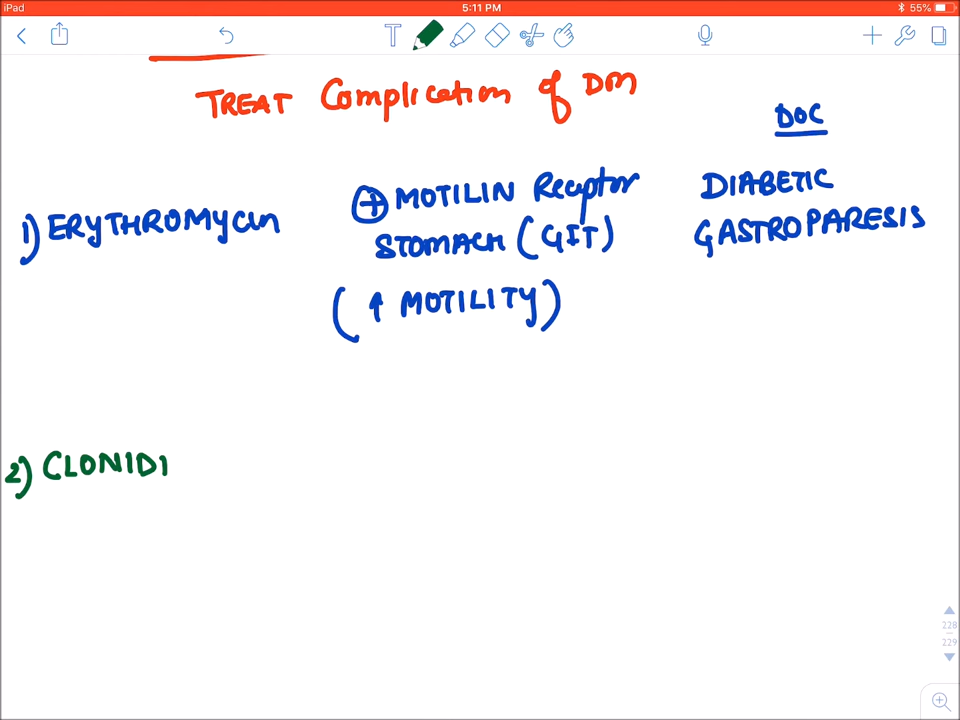 iPad 5:11 PM 55%
T
TREAT Complication of DM
DOC
1) ERYTHROMYCIN ⊕ MOTILIN Receptor DIABETIC
STOMACH (GIT) GASTROPARESIS
(↑ MOTILITY)
2) CLONIDI
228
229